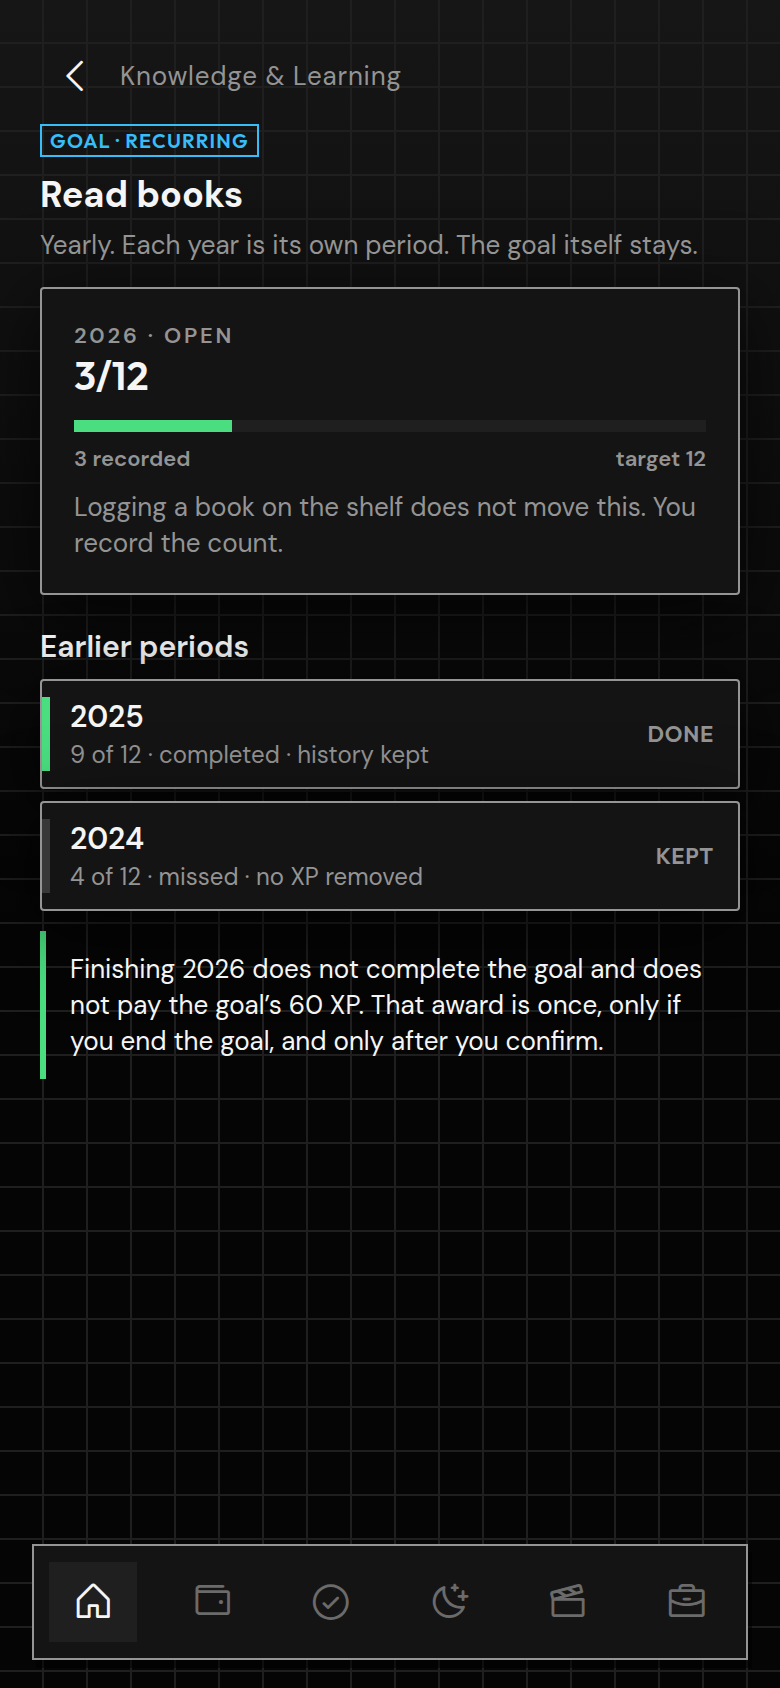 Knowledge & Learning
GOAL · RECURRING
Read books
Yearly. Each year is its own period. The goal itself stays.
2026 · OPEN
3/12
3 recorded
target 12
Logging a book on the shelf does not move this. You
record the count.
Earlier periods
2025
9 of 12 · completed · history kept
DONE
2024
4 of 12 · missed · no XP removed
KEPT
Finishing 2026 does not complete the goal and does
not pay the goal’s 60 XP. That award is once, only if
you end the goal, and only after you confirm.